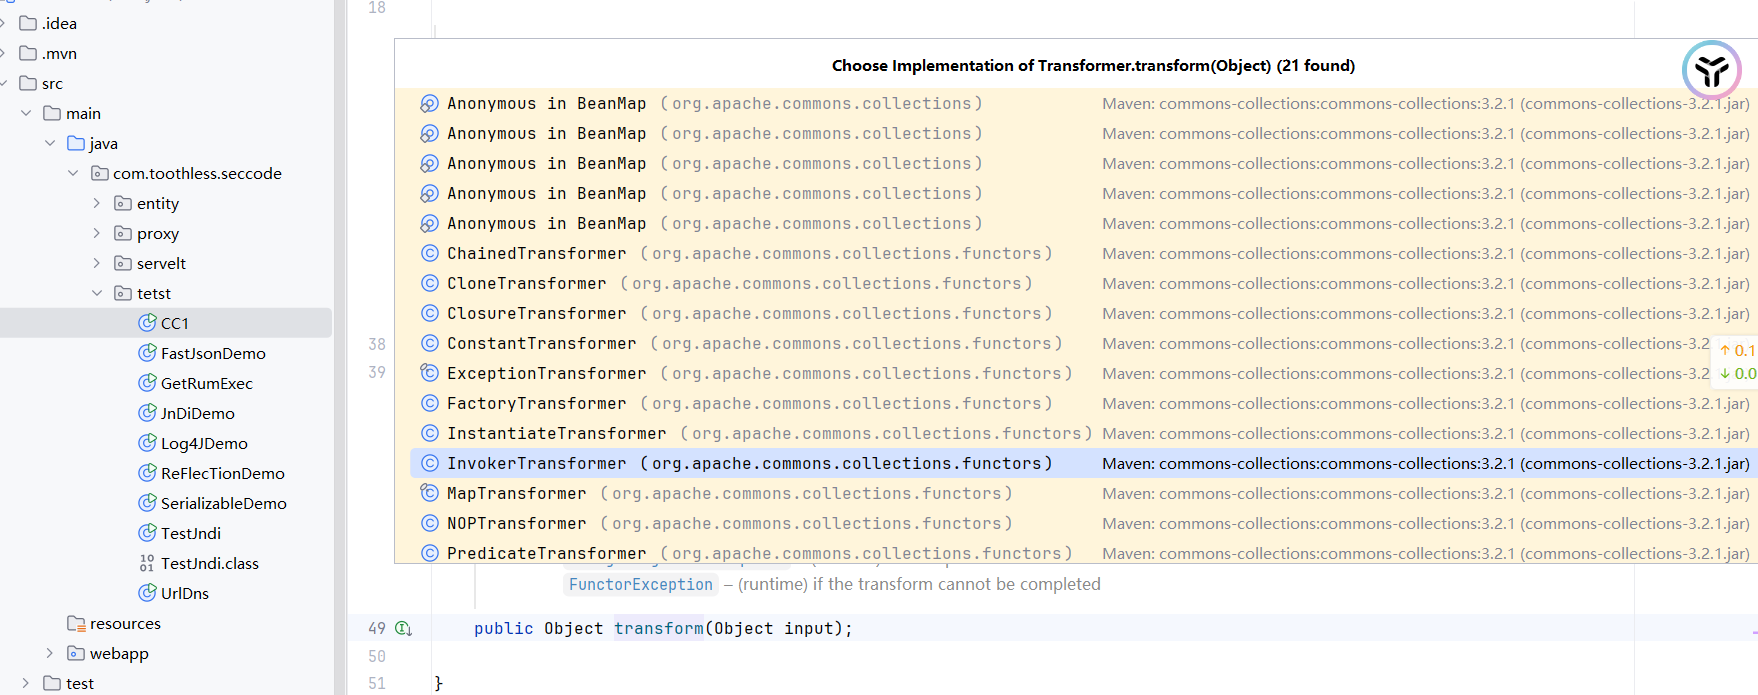 .idea
.mvn
src
main
java
com.toothless.seccode
entity
proxy
servelt
tetst
CC1
FastJsonDemo
GetRumExec
JnDiDemo
Log4JDemo
ReFlecTionDemo
SerializableDemo
TestJndi
TestJndi.class
UrlDns
resources
webapp
test
18
Choose Implementation of Transformer.transform(Object) (21 found)
Anonymous in BeanMap (org.apache.commons.collections) Maven: commons-collections:commons-collections:3.2.1 (commons-collections-3.2.1.jar)
Anonymous in BeanMap (org.apache.commons.collections) Maven: commons-collections:commons-collections:3.2.1 (commons-collections-3.2.1.jar)
Anonymous in BeanMap (org.apache.commons.collections) Maven: commons-collections:commons-collections:3.2.1 (commons-collections-3.2.1.jar)
Anonymous in BeanMap (org.apache.commons.collections) Maven: commons-collections:commons-collections:3.2.1 (commons-collections-3.2.1.jar)
Anonymous in BeanMap (org.apache.commons.collections) Maven: commons-collections:commons-collections:3.2.1 (commons-collections-3.2.1.jar)
ChainedTransformer (org.apache.commons.collections.functors) Maven: commons-collections:commons-collections:3.2.1 (commons-collections-3.2.1.jar)
CloneTransformer (org.apache.commons.collections.functors) Maven: commons-collections:commons-collections:3.2.1 (commons-collections-3.2.1.jar)
ClosureTransformer (org.apache.commons.collections.functors) Maven: commons-collections:commons-collections:3.2.1 (commons-collections-3.2.1.jar)
38 ConstantTransformer (org.apache.commons.collections.functors) Maven: commons-collections:commons-collections:3.2.1 (commons-collections-3.2
↑ 0.1
39 ExceptionTransformer (org.apache.commons.collections.functors) Maven: commons-collections:commons-collections:3.2.1 (commons-collections-3.2
↓ 0.0
FactoryTransformer (org.apache.commons.collections.functors) Maven: commons-collections:commons-collections:3.2.1 (commons-collections-3.2.1.jar)
InstantiateTransformer (org.apache.commons.collections.functors) Maven: commons-collections:commons-collections:3.2.1 (commons-collections-3.2.1.jar)
InvokerTransformer (org.apache.commons.collections.functors) Maven: commons-collections:commons-collections:3.2.1 (commons-collections-3.2.1.jar)
MapTransformer (org.apache.commons.collections.functors) Maven: commons-collections:commons-collections:3.2.1 (commons-collections-3.2.1.jar)
NOPTransformer (org.apache.commons.collections.functors) Maven: commons-collections:commons-collections:3.2.1 (commons-collections-3.2.1.jar)
PredicateTransformer (org.apache.commons.collections.functors) Maven: commons-collections:commons-collections:3.2.1 (commons-collections-3.2.1.jar)
FunctorException – (runtime) if the transform cannot be completed
49 public Object transform(Object input);
50
51 }